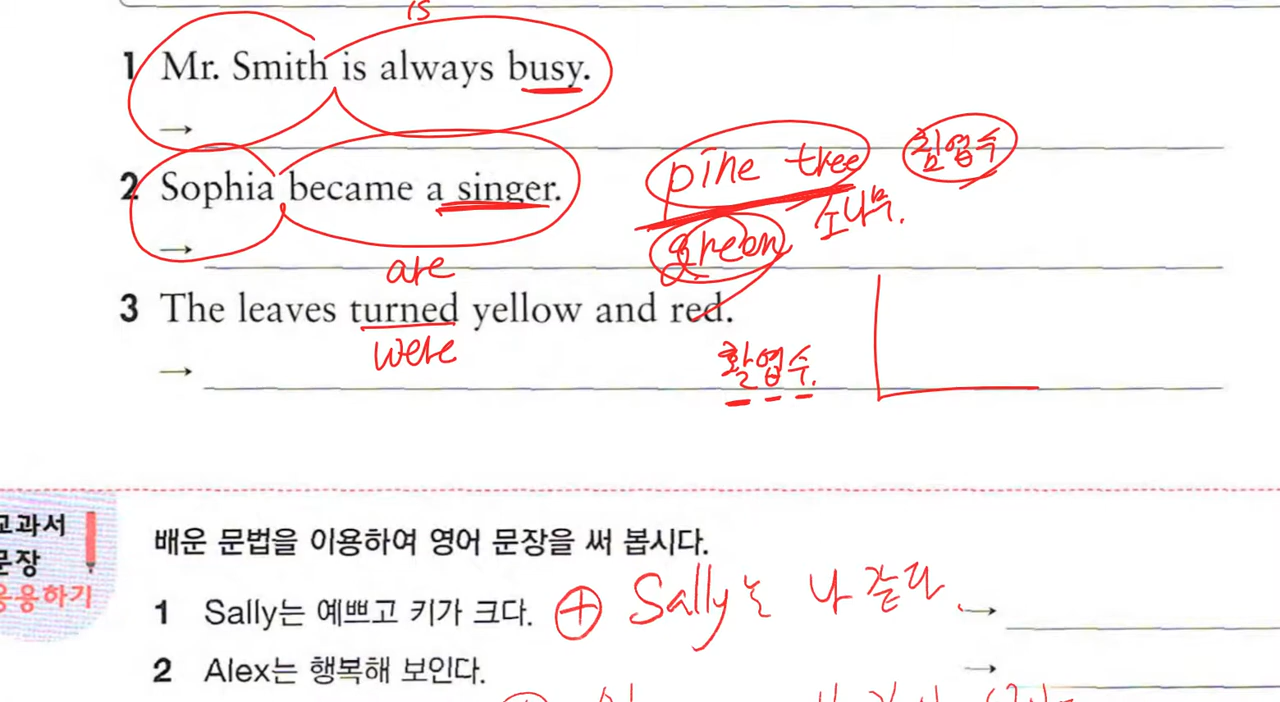 is
1 Mr. Smith is always busy.
→
pine tree 침엽수
2 Sophia became a singer.
소나무.
green
→
are
3 The leaves turned yellow and red.
were
활엽수.
→
교과서
문장
응용하기
배운 문법을 이용하여 영어 문장을 써 봅시다.
1 Sally는 예쁘고 키가 크다. + Sally는 나 같다. →
2 Alex는 행복해 보인다. →